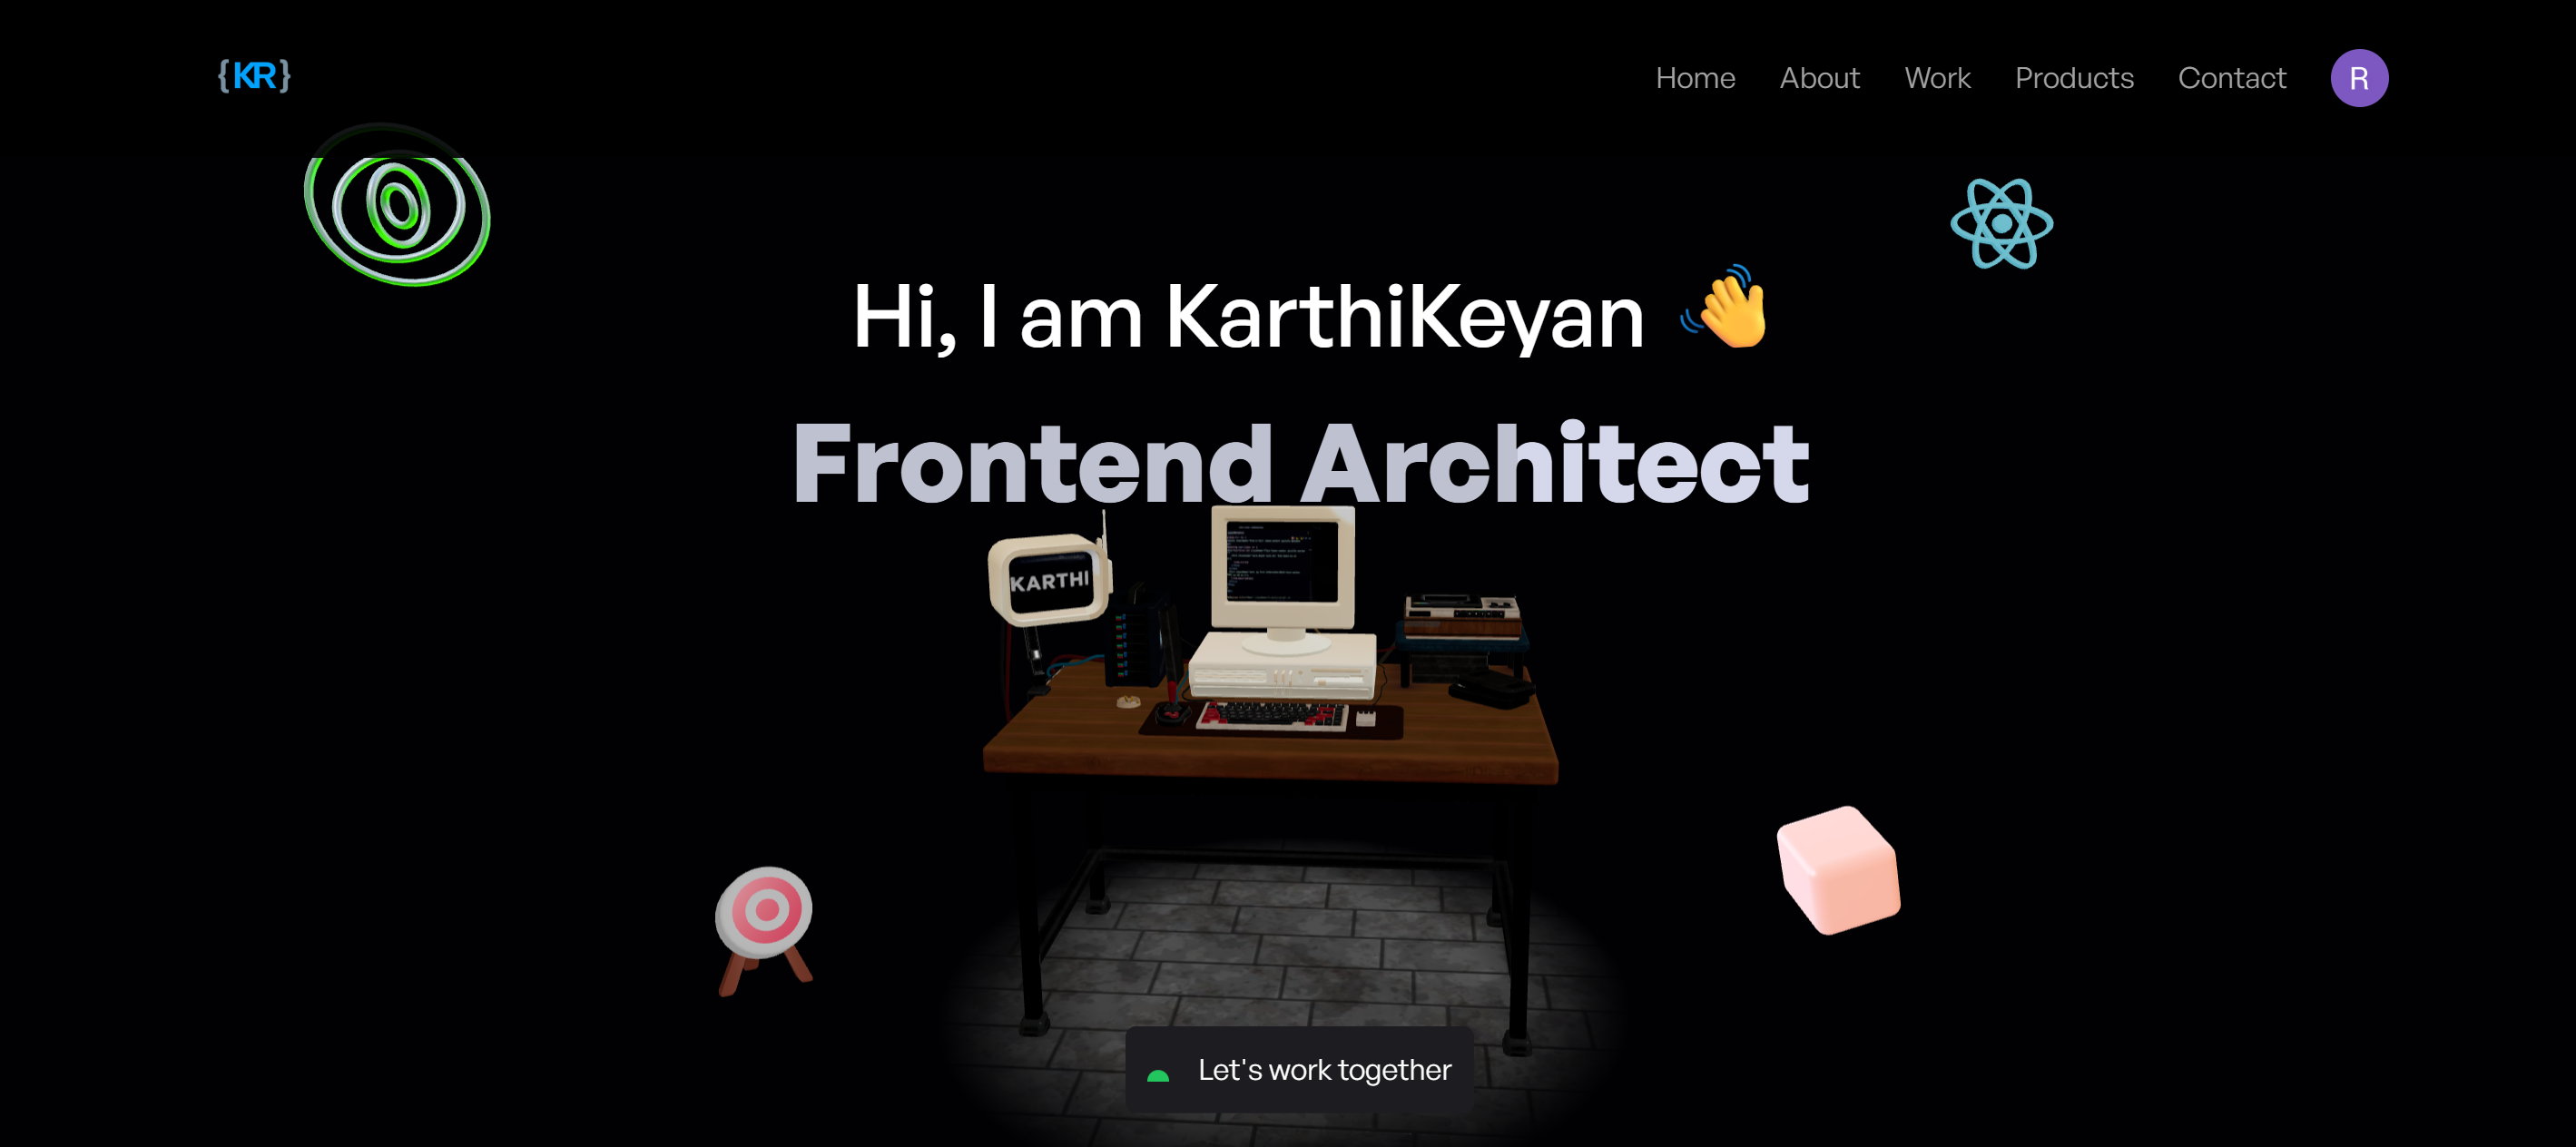 {KR}
Home About Work Products Contact R
Hi, I am KarthiKeyan 👋
Frontend Architect
KARTHI
Let's work together